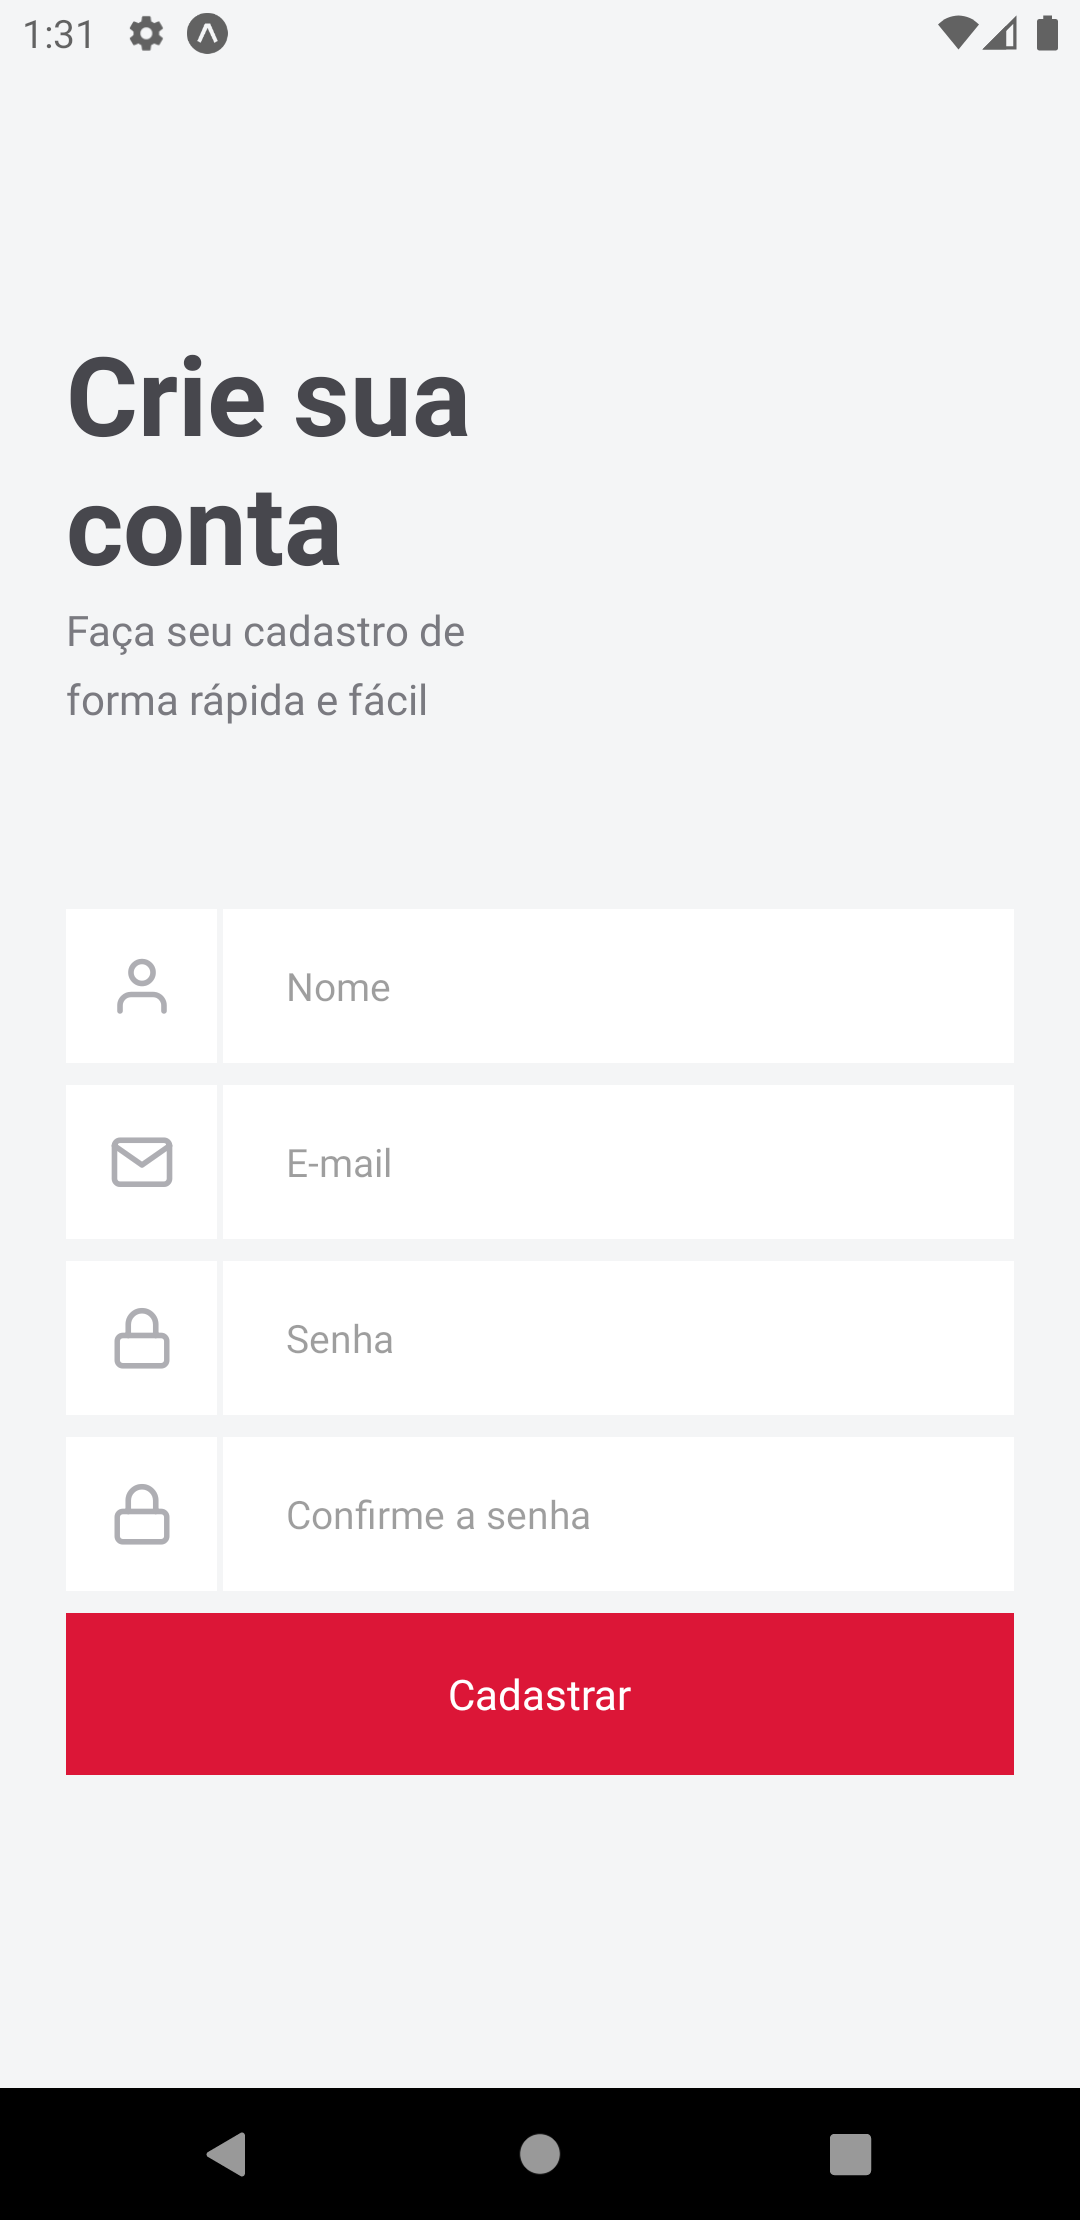 1:31
Crie sua
conta
Faça seu cadastro de
forma rápida e fácil
Nome
E-mail
Senha
Confirme a senha
Cadastrar